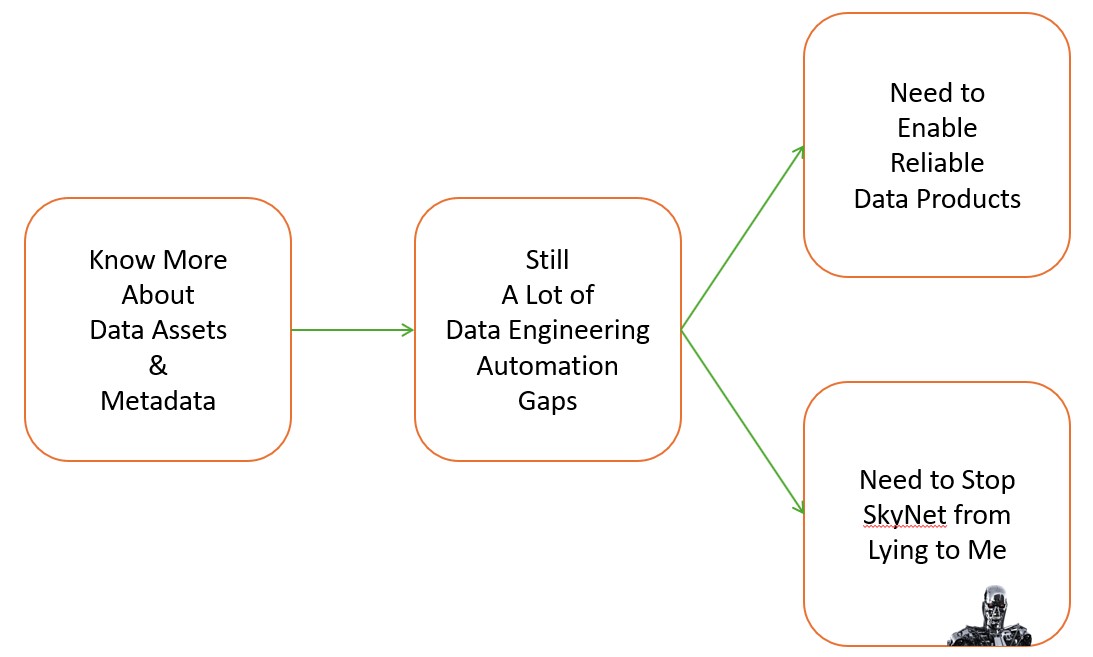 Know More
About
Data Assets
&
Metadata
Still
A Lot of
Data Engineering
Automation
Gaps
Need to
Enable
Reliable
Data Products
Need to Stop
SkyNet from
Lying to Me